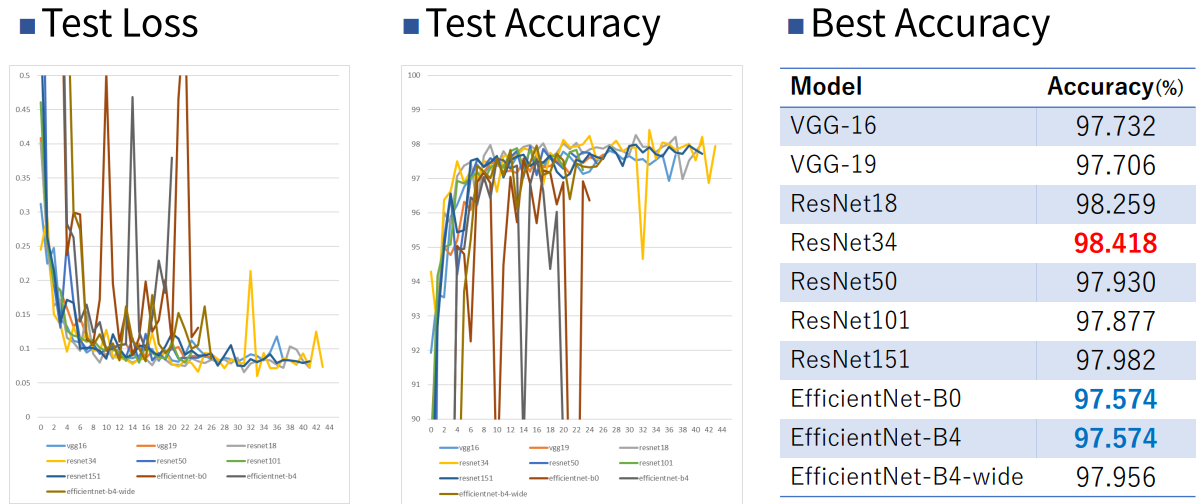 Test Loss
0.5
0.45
0.4
0.35
0.3
0.25
0.2
0.15
0.1
0.05
0
0 2 4 6 8 10 12 14 16 18 20 22 24 26 28 30 32 34 36 38 40 42 44
vgg16 vgg19 resnet18
resnet34 resnet50 resnet101
resnet151 efficientnet-b0 efficientnet-b4
efficientnet-b4-wide
Test Accuracy
100
99
98
97
96
95
94
93
92
91
90
0 2 4 6 8 10 12 14 16 18 20 22 24 26 28 30 32 34 36 38 40 42 44
vgg16 vgg19 resnet18
resnet34 resnet50 resnet101
resnet151 efficientnet-b0 efficientnet-b4
efficientnet-b4-wide
Best Accuracy
Model Accuracy(%)
VGG-16 97.732
VGG-19 97.706
ResNet18 98.259
ResNet34 98.418
ResNet50 97.930
ResNet101 97.877
ResNet151 97.982
EfficientNet-B0 97.574
EfficientNet-B4 97.574
EfficientNet-B4-wide 97.956